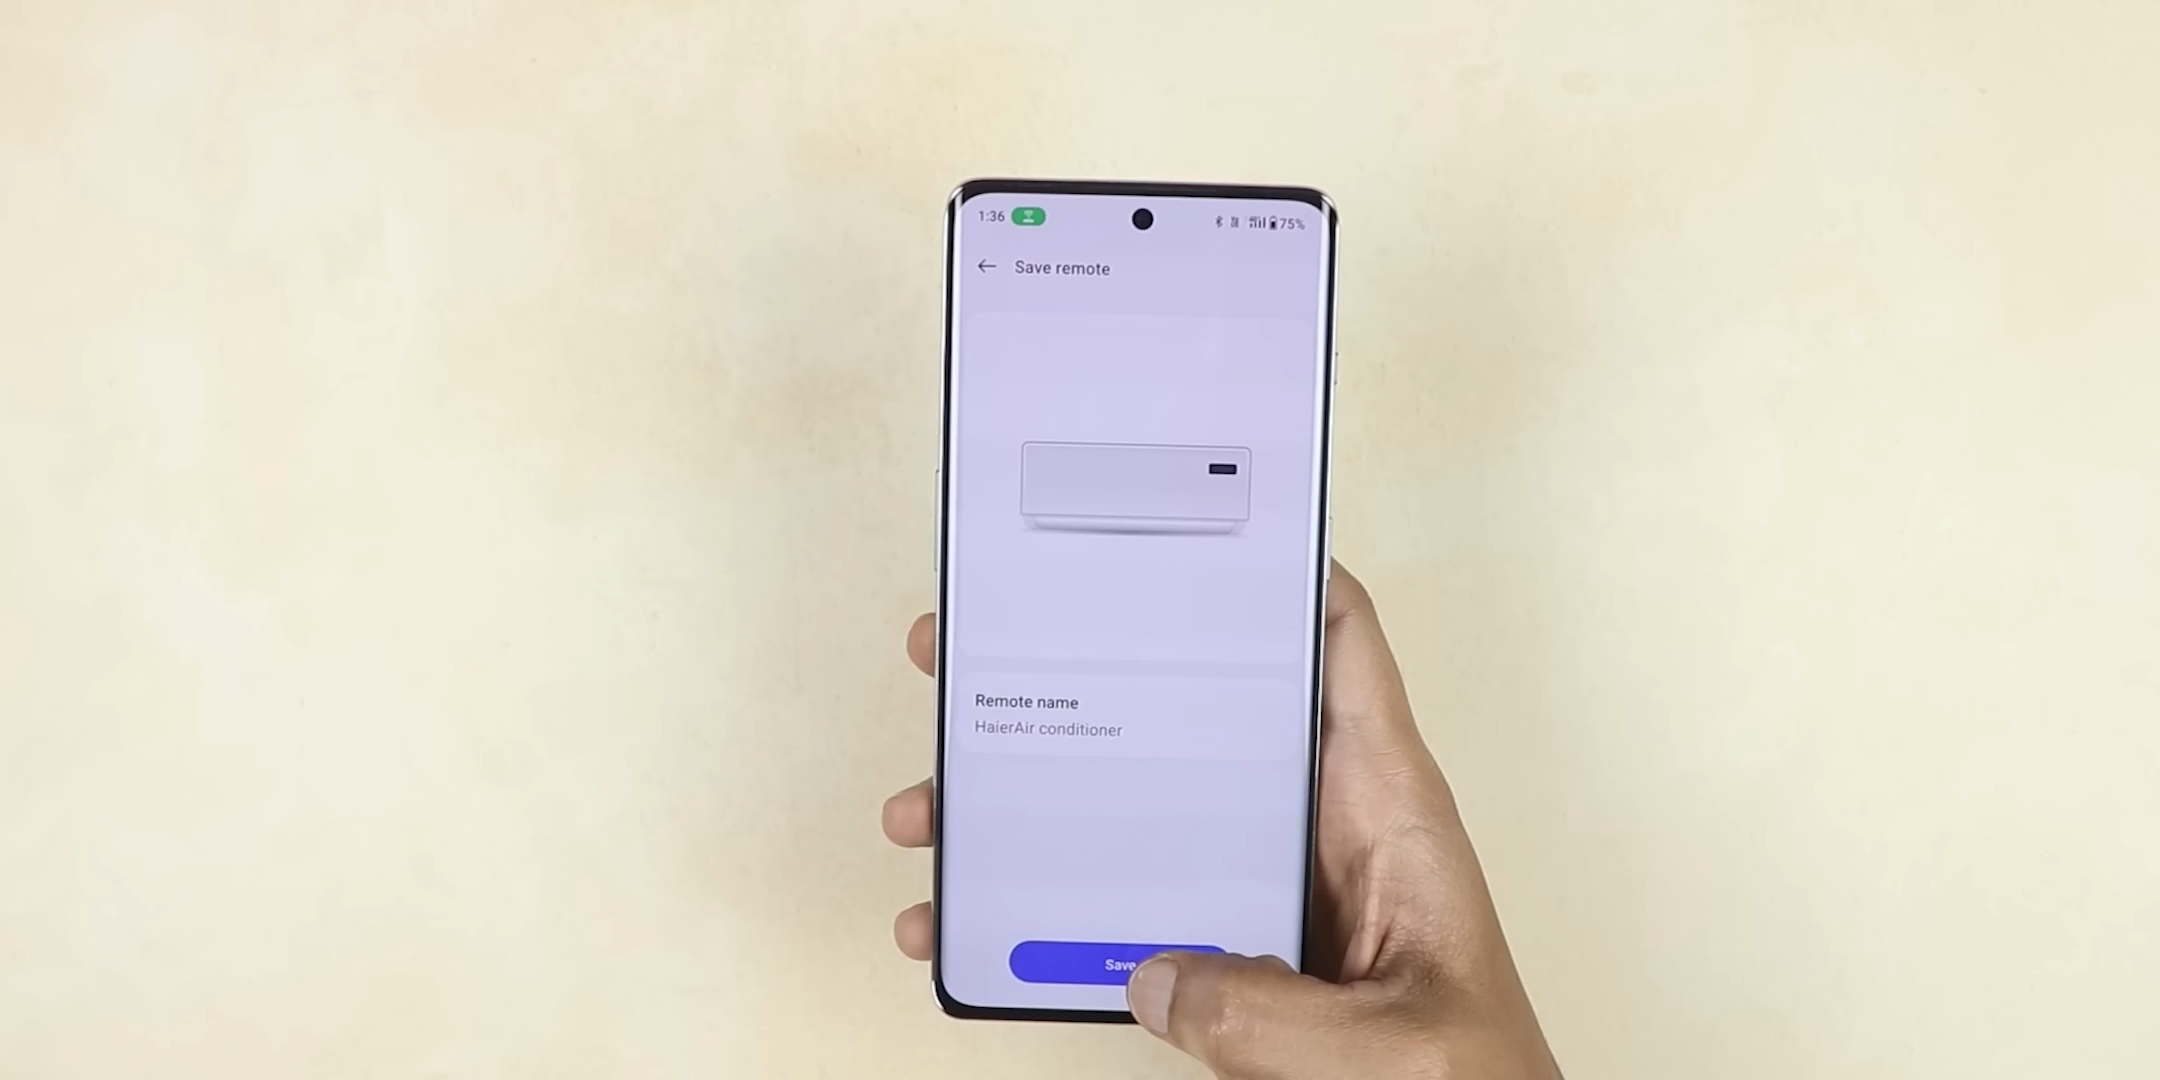 1:36 75%
Save remote
Remote name
HaierAir conditioner
Save